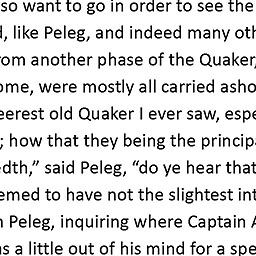 so want to go in order to see the
d, like Peleg, and indeed many oth
om another phase of the Quaker,
ome, were mostly all carried asho
eerest old Quaker I ever saw, espe
; how that they being the princip
dth,” said Peleg, “do ye hear that
emed to have not the slightest int
n Peleg, inquiring where Captain A
s a little out of his mind for a spe